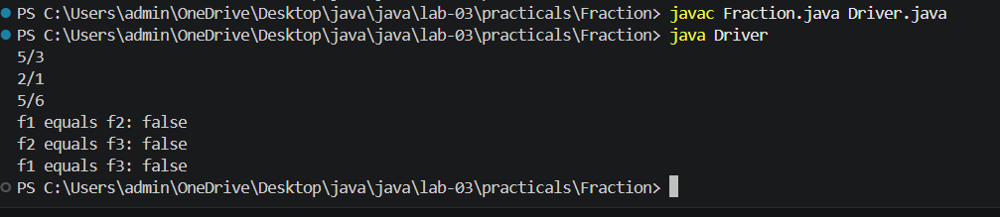 PS C:\Users\admin\OneDrive\Desktop\java\java\lab-03\practicals\Fraction> javac Fraction.java Driver.java
PS C:\Users\admin\OneDrive\Desktop\java\java\lab-03\practicals\Fraction> java Driver
5/3
2/1
5/6
f1 equals f2: false
f2 equals f3: false
f1 equals f3: false
PS C:\Users\admin\OneDrive\Desktop\java\java\lab-03\practicals\Fraction>